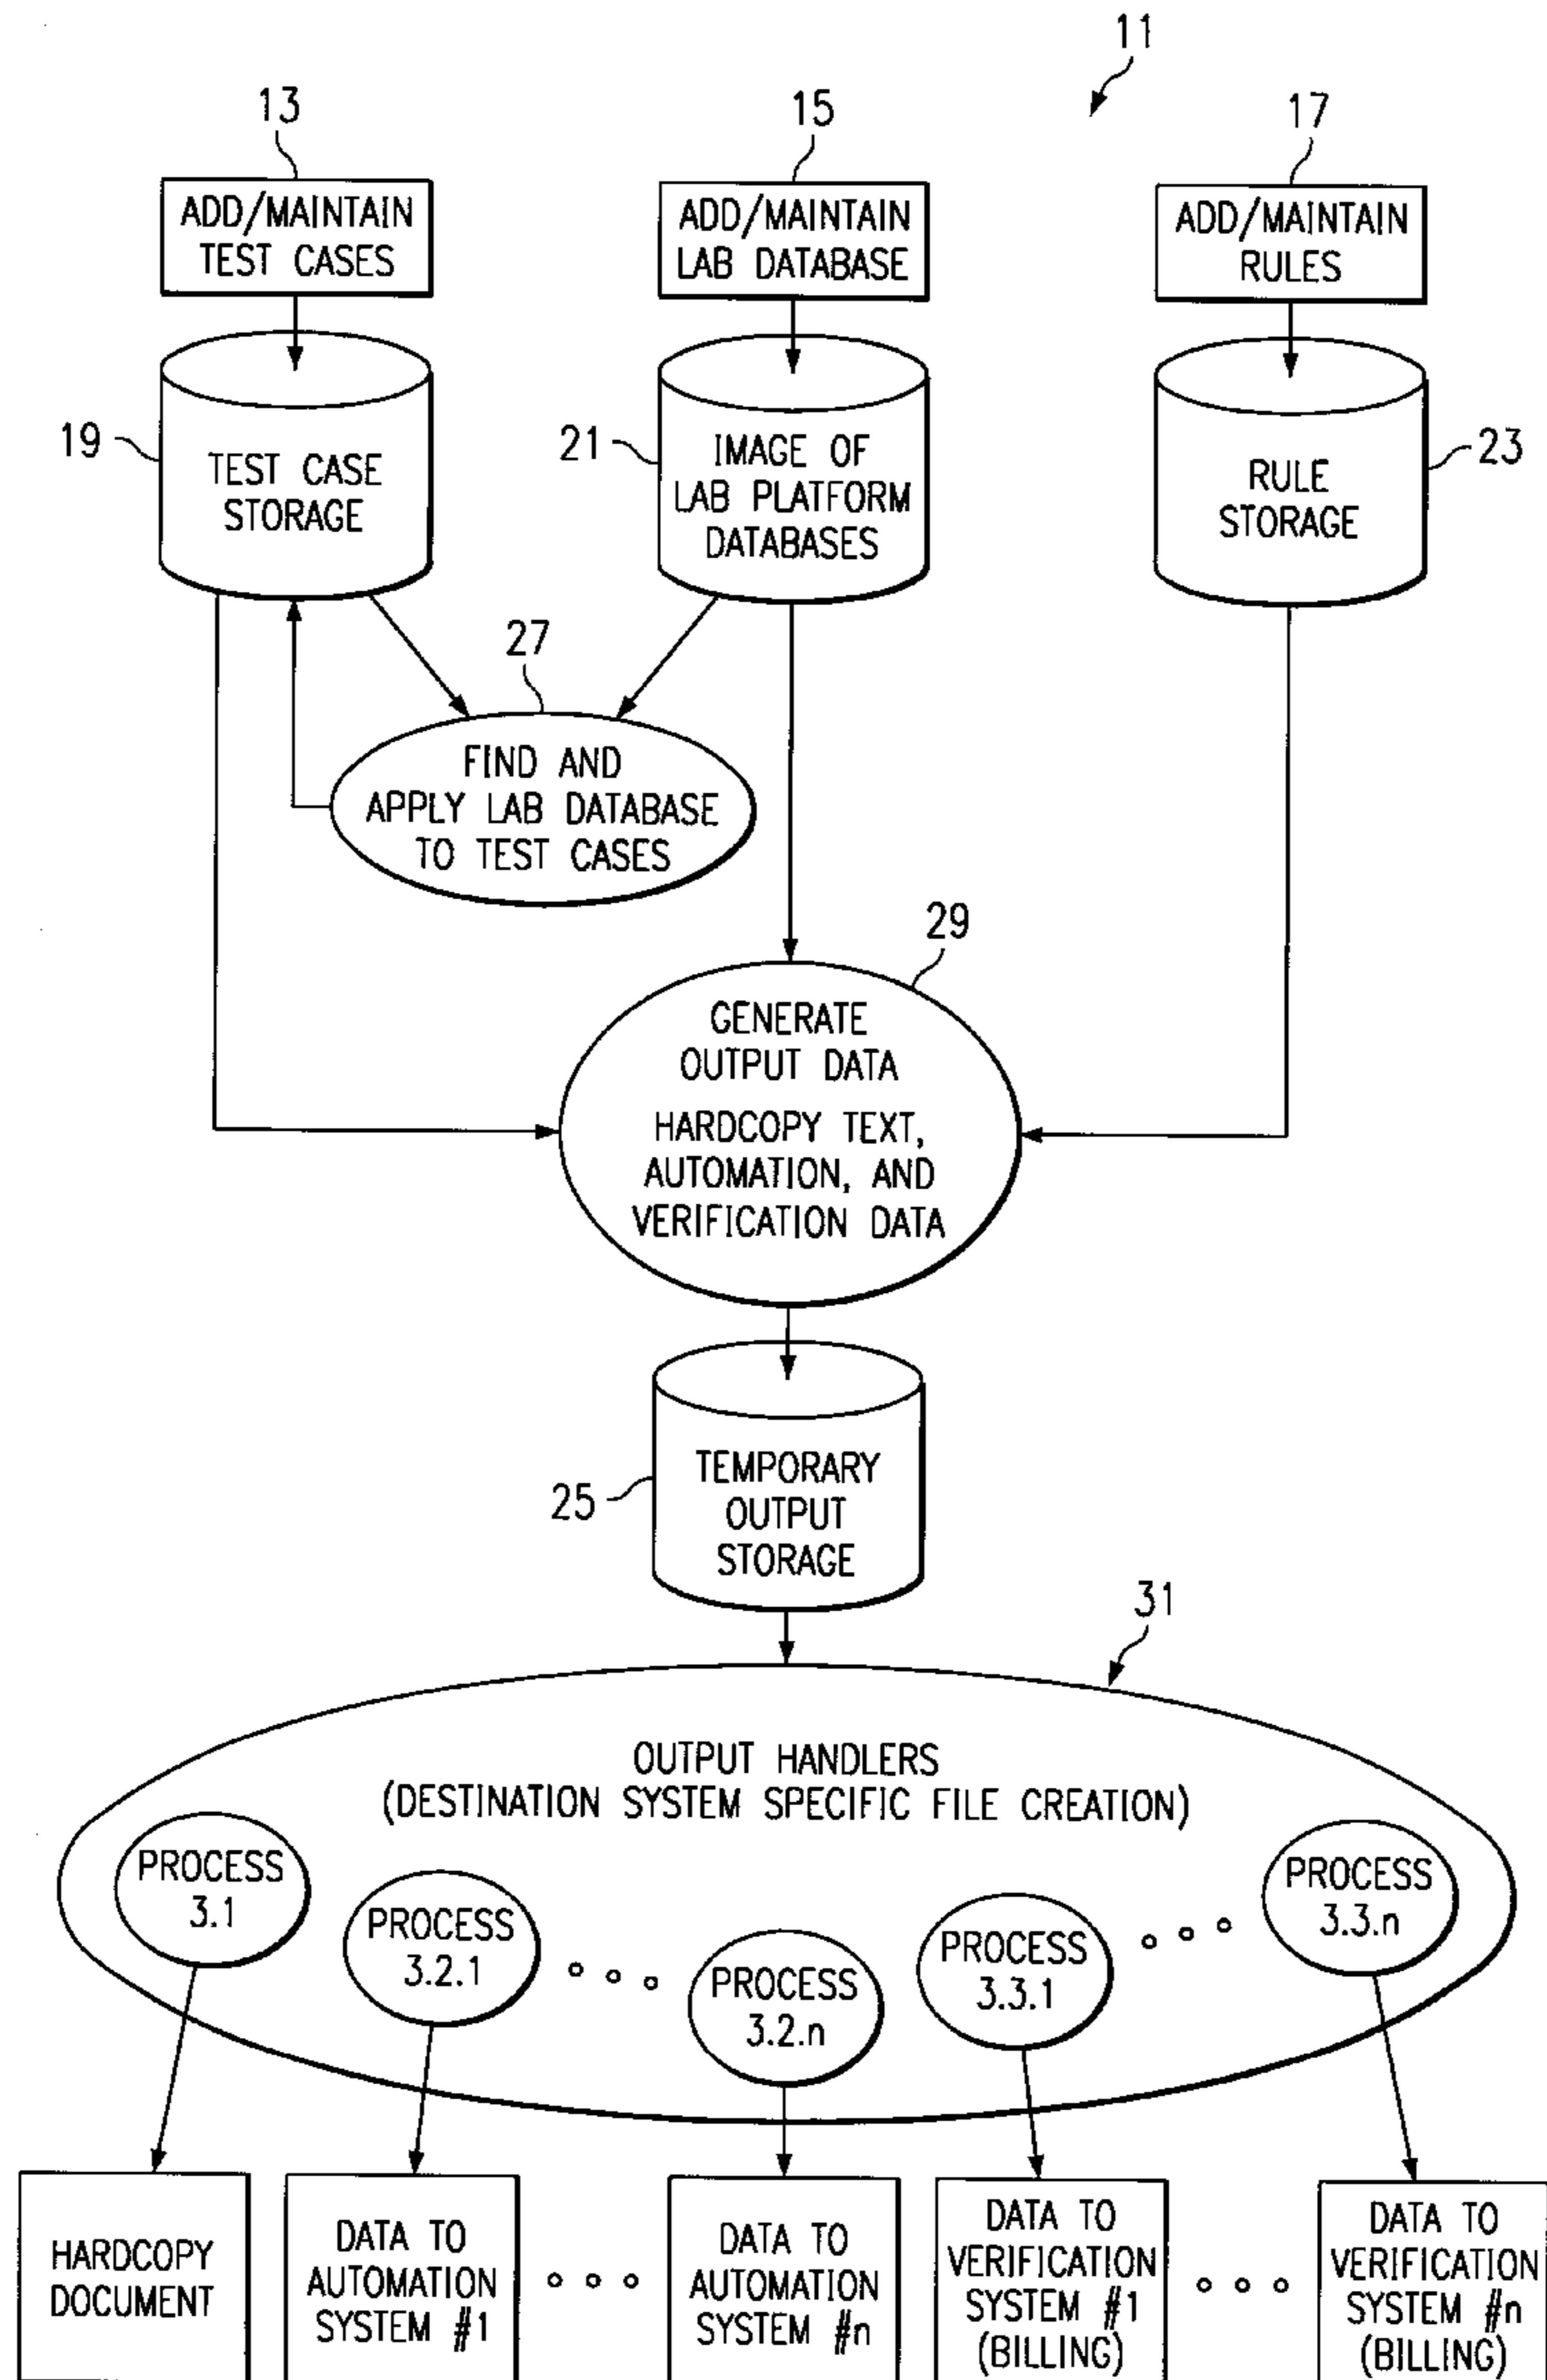 11
13
15
17
ADD/MAINTAIN
TEST CASES
ADD/MAINTAIN
LAB DATABASE
ADD/MAINTAIN
RULES
19
TEST CASE
STORAGE
21
IMAGE OF
LAB PLATFORM
DATABASES
23
RULE
STORAGE
27
FIND AND
APPLY LAB DATABASE
TO TEST CASES
29
GENERATE
OUTPUT DATA
HARDCOPY TEXT,
AUTOMATION, AND
VERIFICATION DATA
25
TEMPORARY
OUTPUT
STORAGE
31
OUTPUT HANDLERS
(DESTINATION SYSTEM SPECIFIC FILE CREATION)
PROCESS
3.1
PROCESS
3.2.1
PROCESS
3.2.n
PROCESS
3.3.1
PROCESS
3.3.n
HARDCOPY
DOCUMENT
DATA TO
AUTOMATION
SYSTEM #1
DATA TO
AUTOMATION
SYSTEM #n
DATA TO
VERIFICATION
SYSTEM #1
(BILLING)
DATA TO
VERIFICATION
SYSTEM #n
(BILLING)